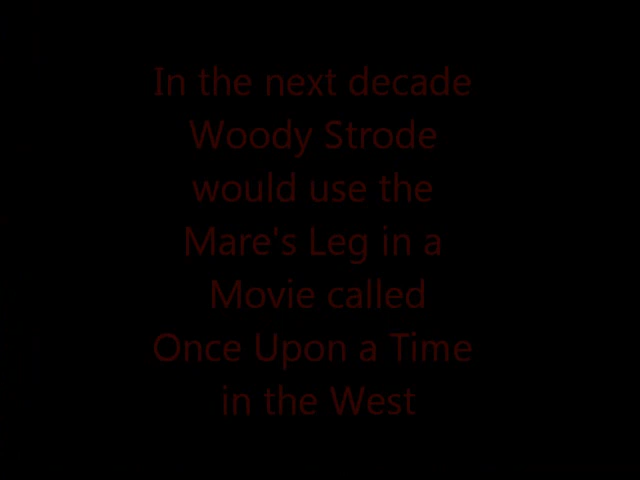 In the next decade
Woody Strode
would use the
Mare's Leg in a
Movie called
Once Upon a Time
in the West